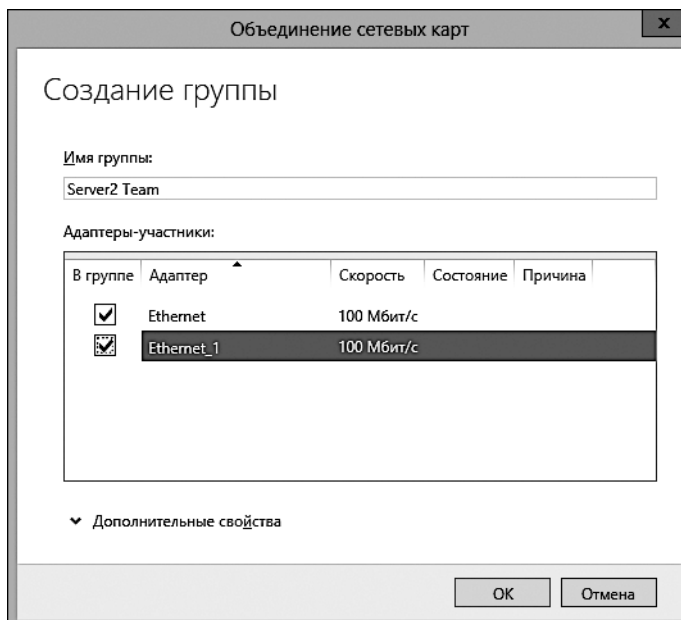 Объединение сетевых карт
x
Создание группы
Имя группы:
Server2 Team
Адаптеры-участники:
В группе Адаптер Скорость Состояние Причина
Ethernet 100 Мбит/с
Ethernet_1 100 Мбит/с
Дополнительные свойства
OK Отмена